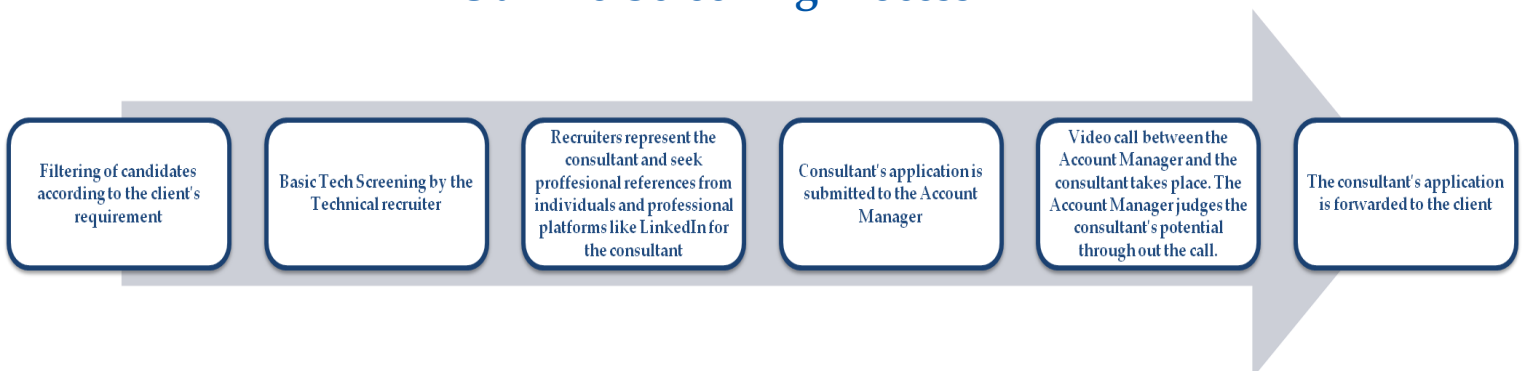 Filtering of candidates
according to the client's
requirement
Basic Tech Screening by the
Technical recruiter
Recruiters represent the
consultant and seek
proffesional references from
individuals and professional
platforms like LinkedIn for
the consultant
Consultant's application is
submitted to the Account
Manager
Video call between the
Account Manager and the
consultant takes place. The
Account Manager judges the
consultant's potential
through out the call.
The consultant's application
is forwarded to the client